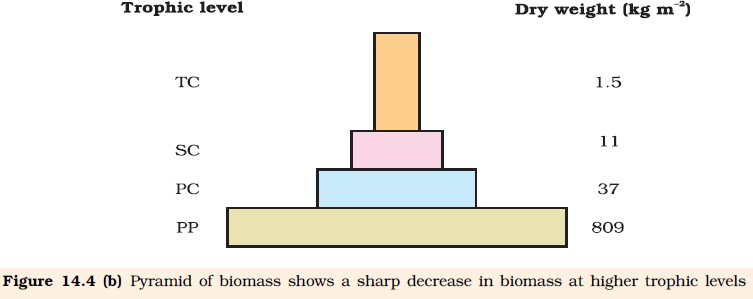 Trophic level Dry weight (kg m⁻²)
TC 1.5
SC 11
PC 37
PP 809
Figure 14.4 (b) Pyramid of biomass shows a sharp decrease in biomass at higher trophic levels